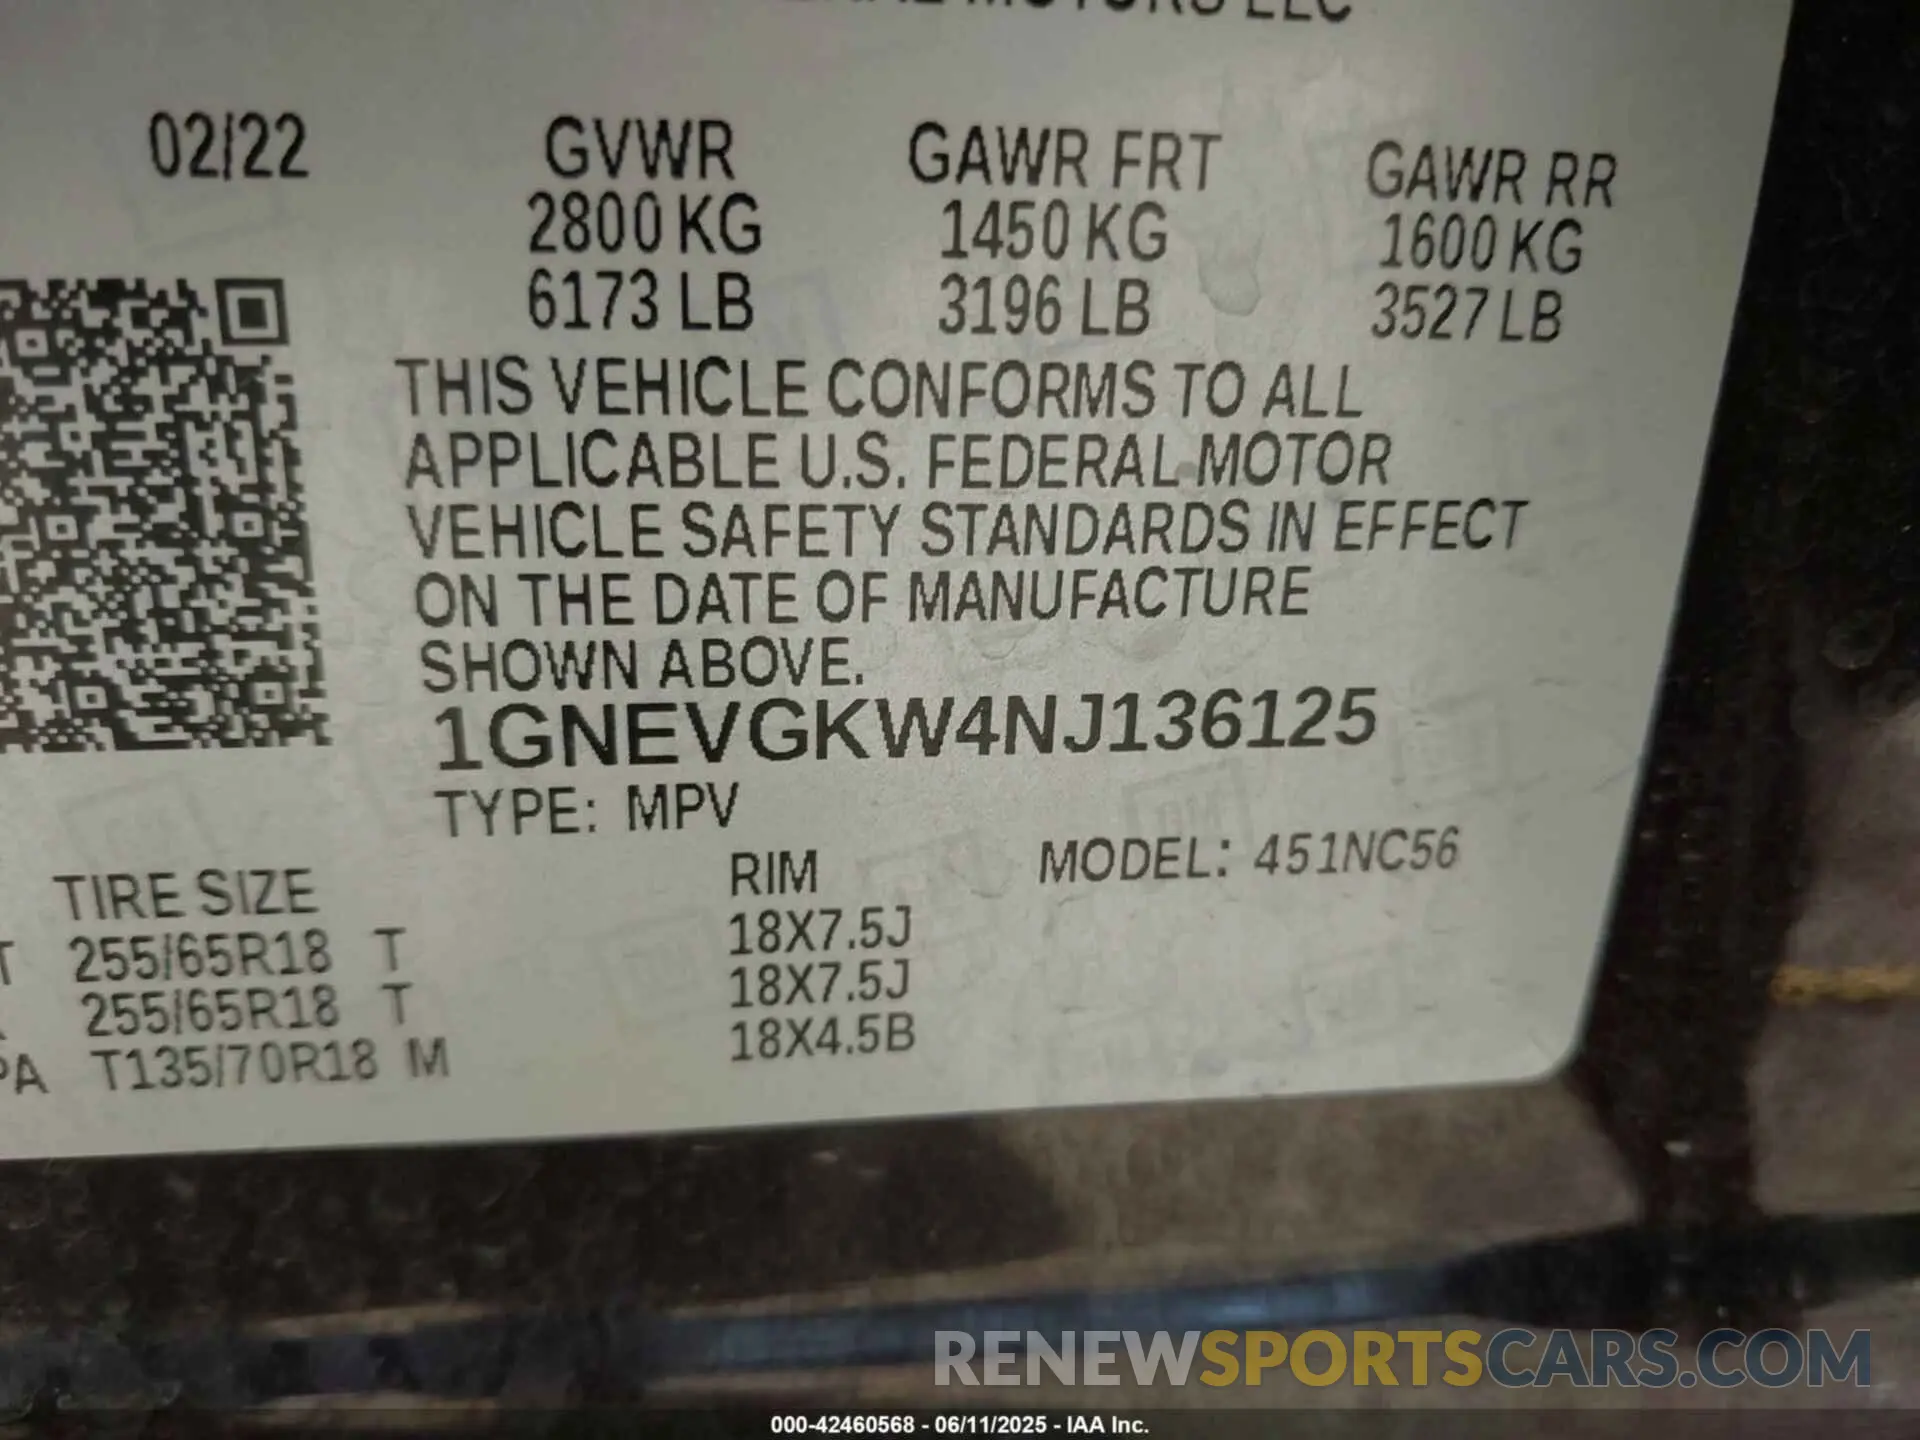 MOTORS LLC
02/22 GVWR GAWR FRT GAWR RR
2800 KG 1450 KG 1600 KG
6173 LB 3196 LB 3527 LB
THIS VEHICLE CONFORMS TO ALL
APPLICABLE U.S. FEDERAL MOTOR
VEHICLE SAFETY STANDARDS IN EFFECT
ON THE DATE OF MANUFACTURE
SHOWN ABOVE.
1GNEVGKW4NJ136125
TYPE: MPV
TIRE SIZE RIM MODEL: 451NC56
T 255/65R18 T 18X7.5J
255/65R18 T 18X7.5J
PA T135/70R18 M 18X4.5B
RENEWSPORTSCARS.COM
000-42460568 - 06/11/2025 - IAA Inc.